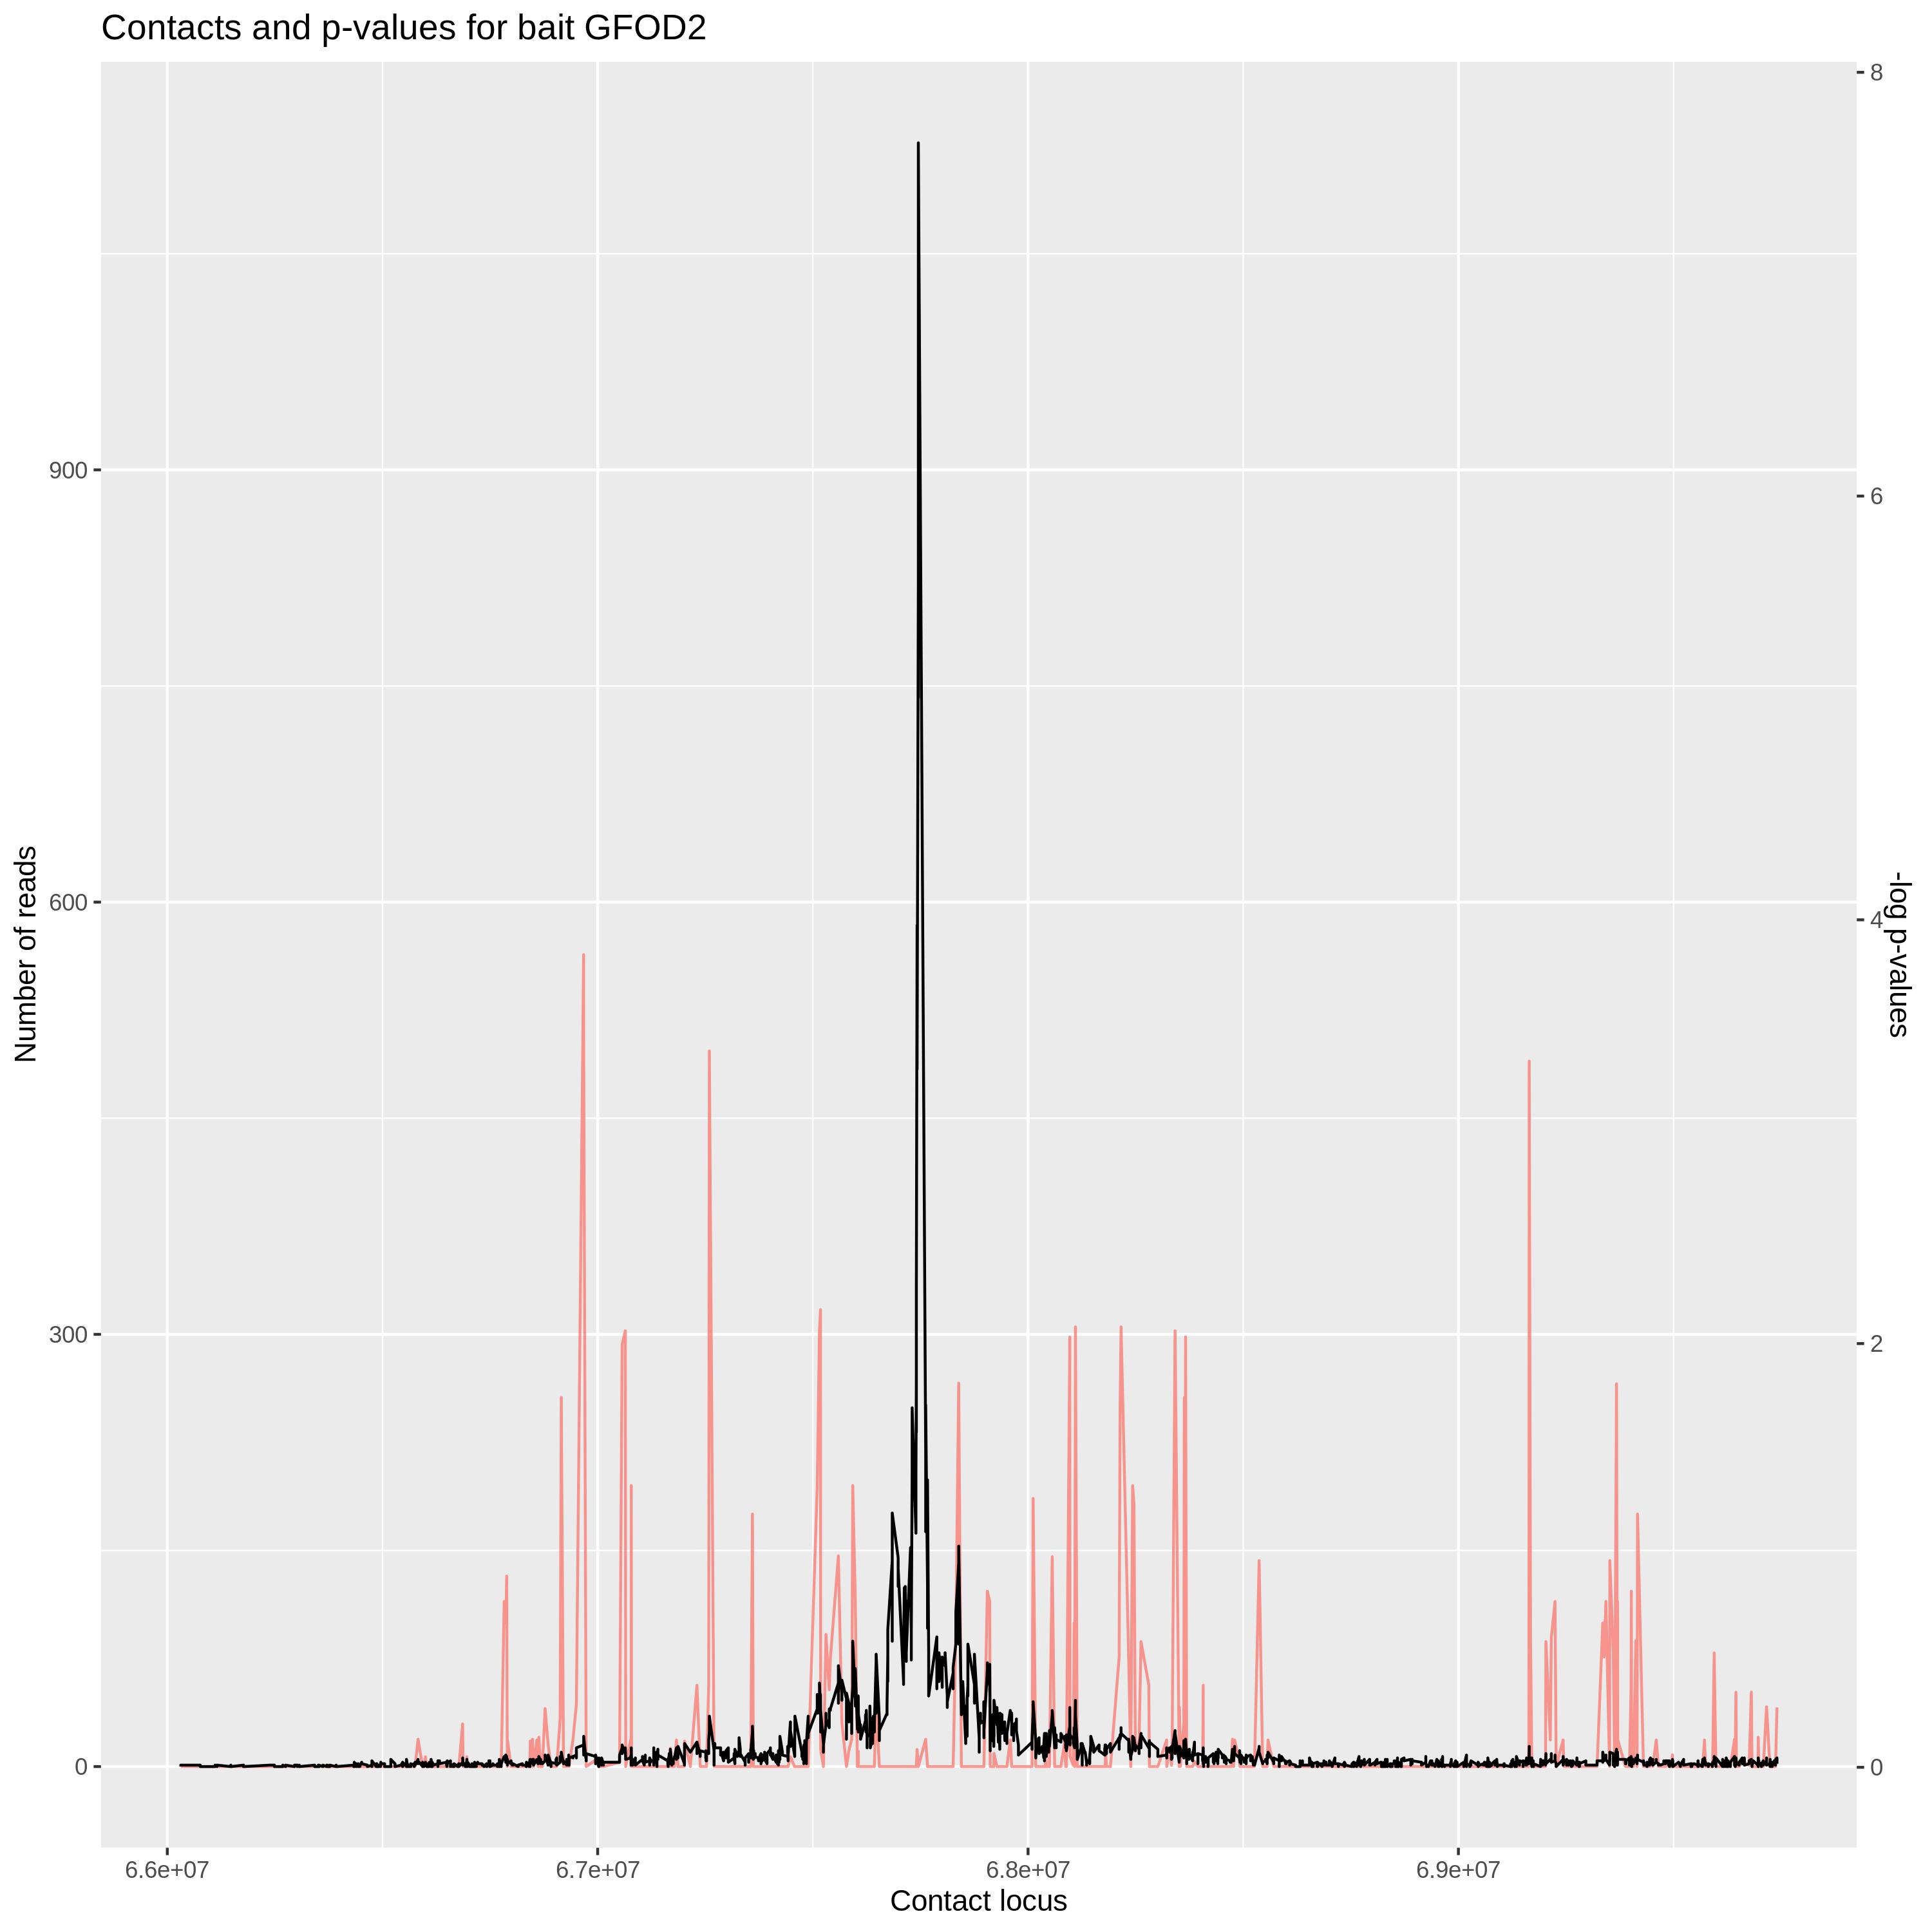 Contacts and p-values for bait GFOD2
8
900
6
Number of reads
600
4
-log p-values
300
2
0
0
6.6e+07
6.7e+07
6.8e+07
6.9e+07
Contact locus